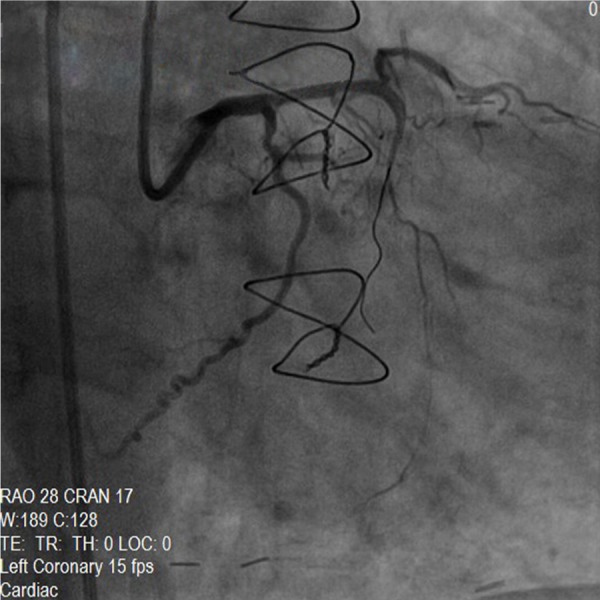 0
RAO 28 CRAN 17
W:189 C:128
TE: TR: TH: 0 LOC: 0
Left Coronary 15 fps
Cardiac